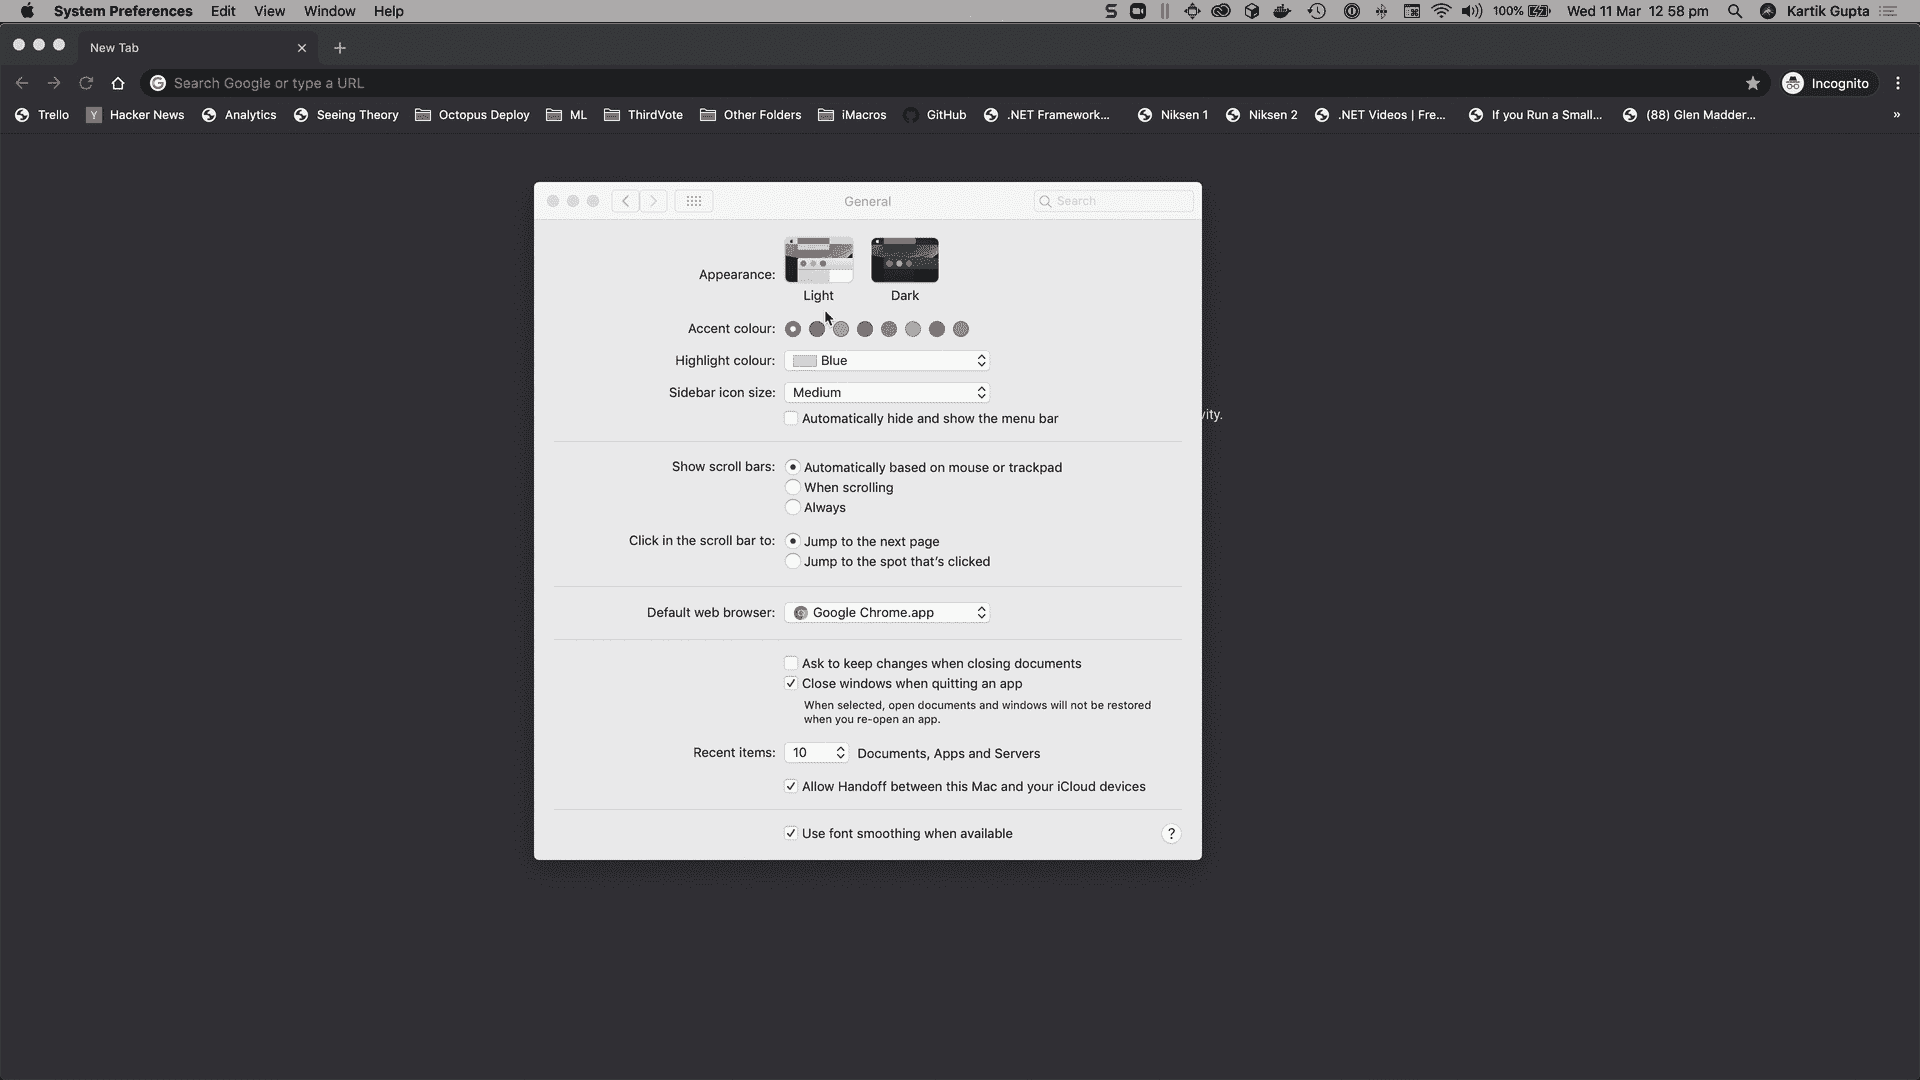 System Preferences Edit View Window Help 100% Wed 11 Mar 12 58 pm Kartik Gupta
New Tab
Search Google or type a URL Incognito
Trello Hacker News Analytics Seeing Theory Octopus Deploy ML ThirdVote Other Folders iMacros GitHub .NET Framework... Niksen 1 Niksen 2 .NET Videos | Fre... If you Run a Small... (88) Glen Madder... »
General Search
Appearance:
Light Dark
Accent colour:
Highlight colour: Blue
Sidebar icon size: Medium
Automatically hide and show the menu bar
vity.
Show scroll bars: Automatically based on mouse or trackpad
When scrolling
Always
Click in the scroll bar to: Jump to the next page
Jump to the spot that's clicked
Default web browser: Google Chrome.app
Ask to keep changes when closing documents
Close windows when quitting an app
When selected, open documents and windows will not be restored
when you re-open an app.
Recent items: 10 Documents, Apps and Servers
Allow Handoff between this Mac and your iCloud devices
Use font smoothing when available ?